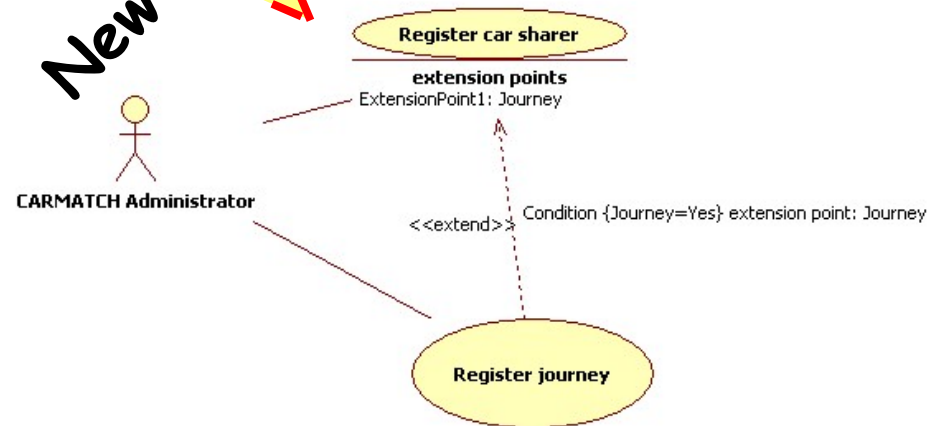 New
Register car sharer
extension points
ExtensionPoint1: Journey
CARMATCH Administrator
<<extend>>
Condition {Journey=Yes} extension point: Journey
Register journey